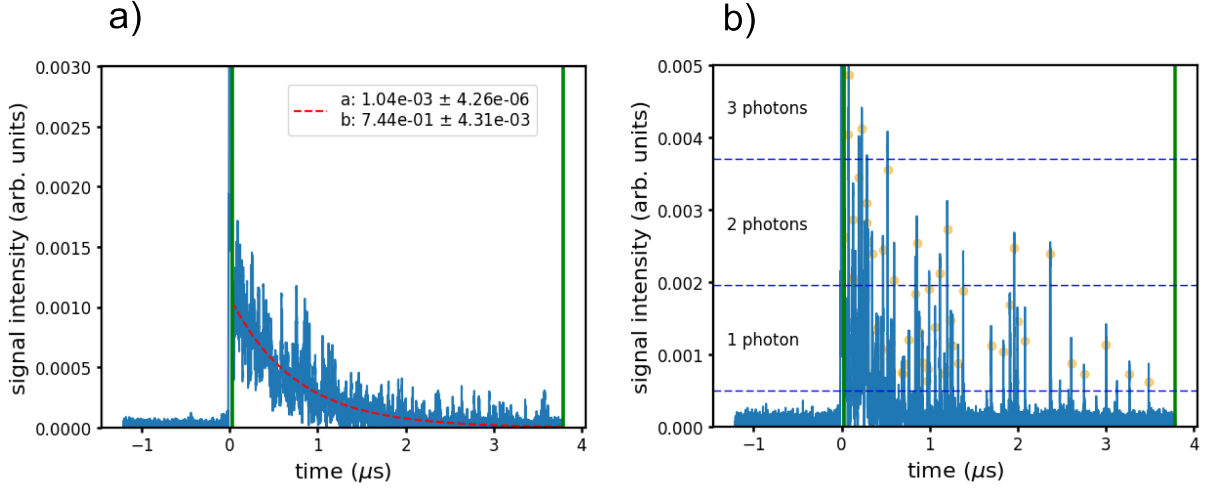 a)
0.0030
0.0025
0.0020
0.0015
0.0010
0.0005
0.0000
signal intensity (arb. units)
a: 1.04e-03 ± 4.26e-06
b: 7.44e-01 ± 4.31e-03
−1 0 1 2 3 4
time (μs)
b)
0.005
0.004
0.003
0.002
0.001
0.000
signal intensity (arb. units)
3 photons
2 photons
1 photon
−1 0 1 2 3 4
time (μs)